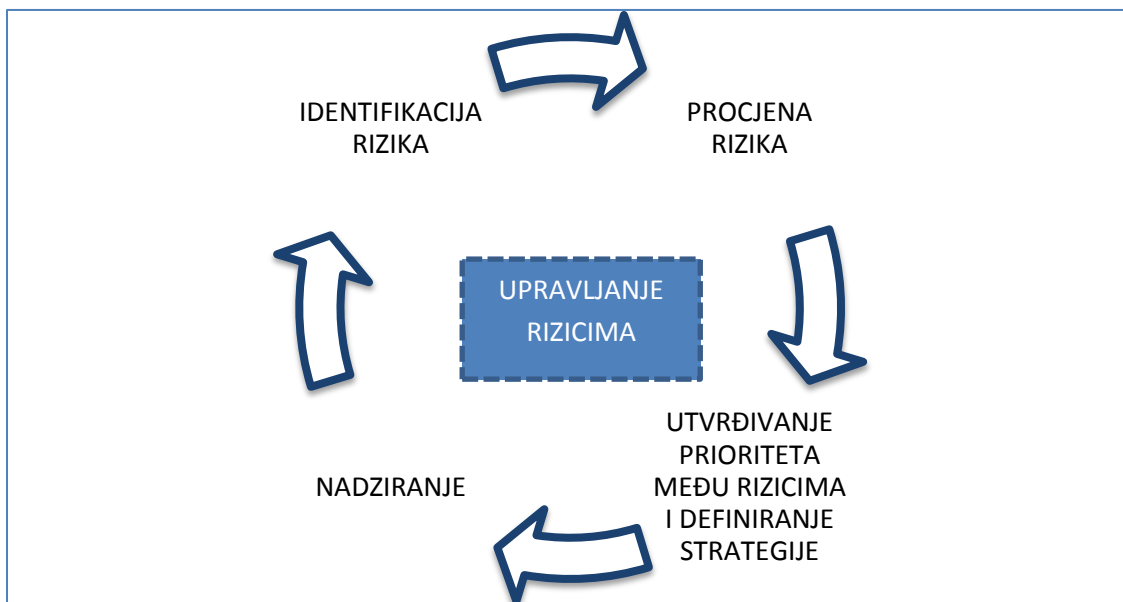 IDENTIFIKACIJA
RIZIKA
PROCJENA
RIZIKA
UPRAVLJANJE
RIZICIMA
UTVRĐIVANJE
PRIORITETA
MEĐU RIZICIMA
I DEFINIRANJE
STRATEGIJE
NADZIRANJE